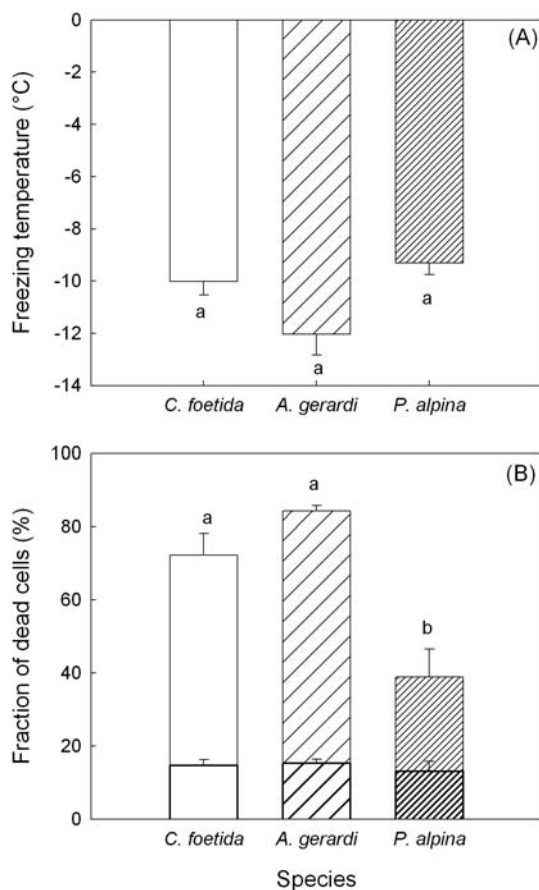 (A)
Freezing temperature (°C)
0
-2
-4
-6
-8
-10
-12
-14
a
a
a
C. foetida A. gerardi P. alpina
(B)
Fraction of dead cells (%)
100
80
60
40
20
0
a
a
b
C. foetida A. gerardi P. alpina
Species